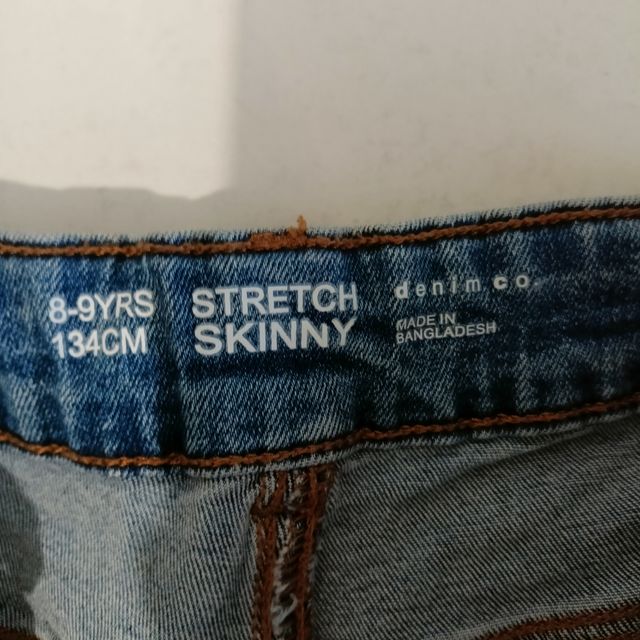 8-9YRS
134CM
STRETCH
SKINNY
denim co.
MADE IN
BANGLADESH